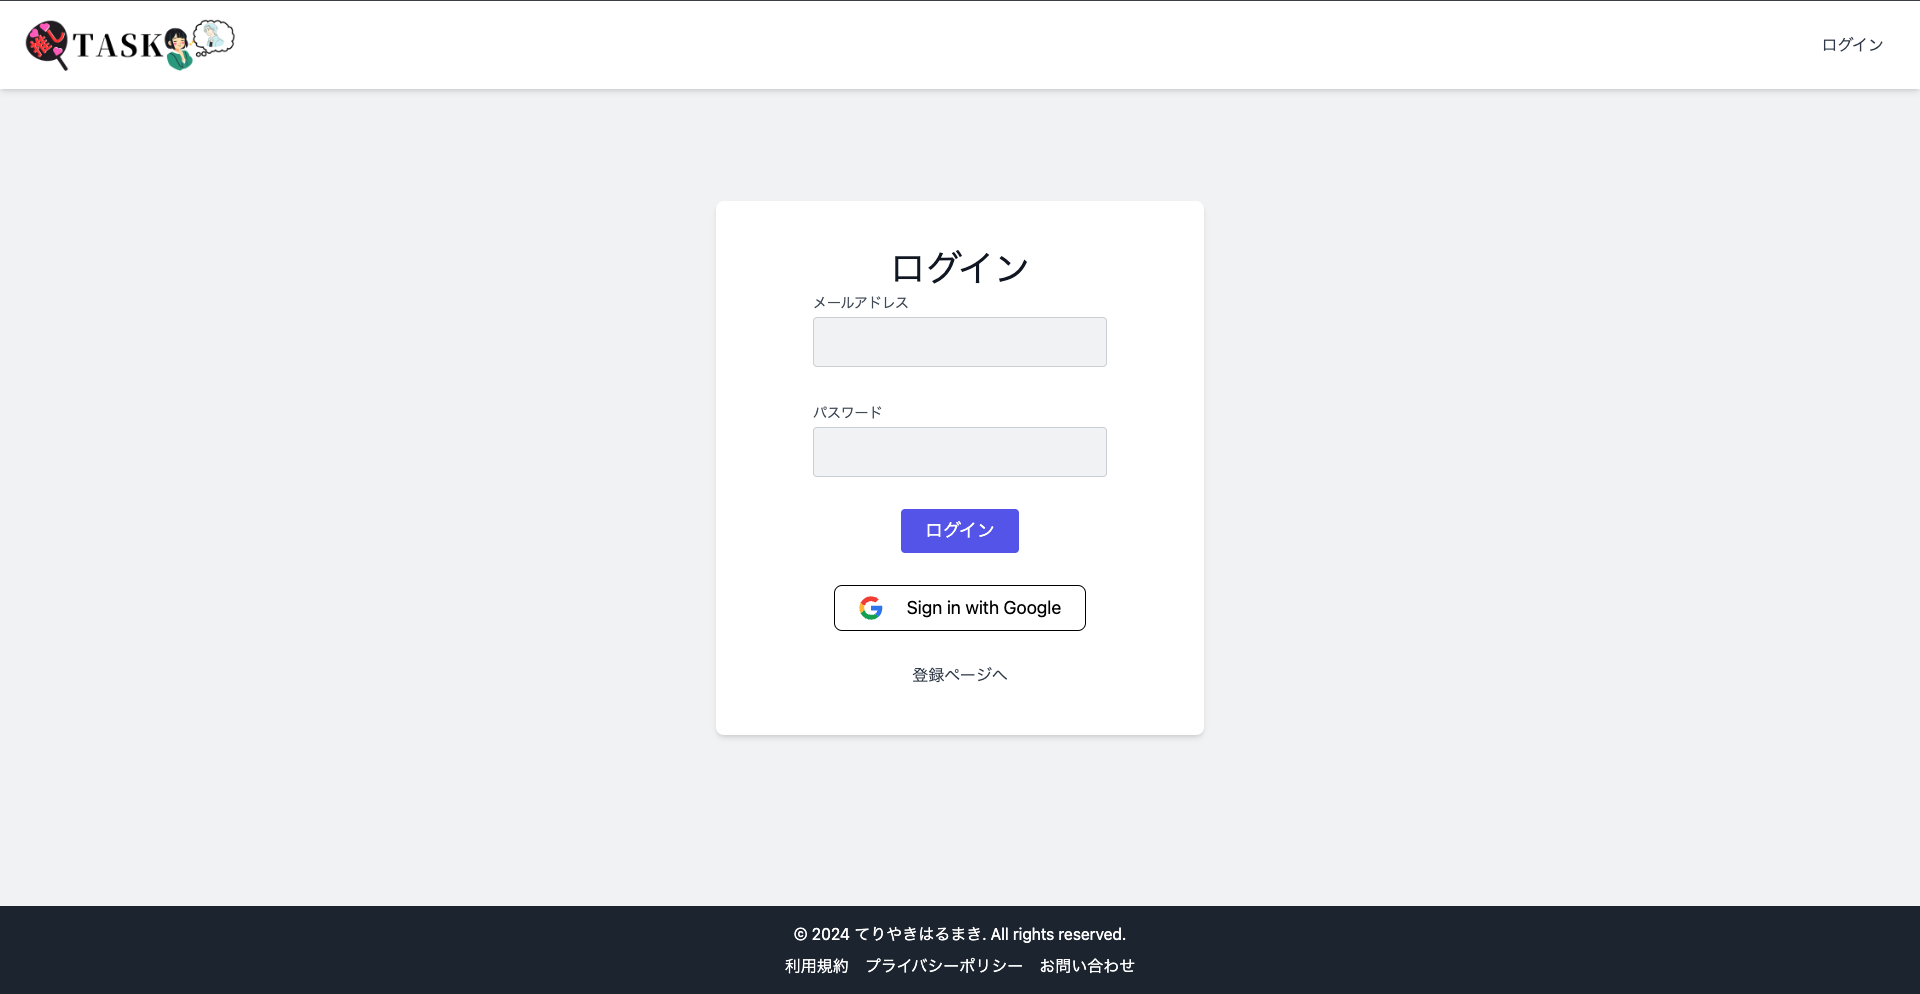 推し TASK
ログイン
ログイン
メールアドレス
パスワード
ログイン
Sign in with Google
登録ページへ
© 2024 てりやきはるまき. All rights reserved.
利用規約 プライバシーポリシー お問い合わせ